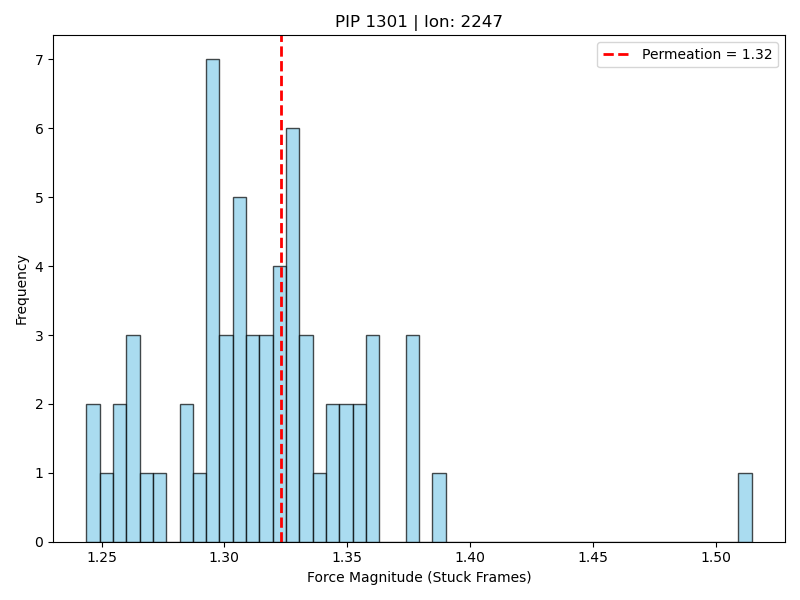 PIP 1301 | Ion: 2247
Permeation = 1.32
7
6
5
4
3
2
1
0
Frequency
1.25 1.30 1.35 1.40 1.45 1.50
Force Magnitude (Stuck Frames)